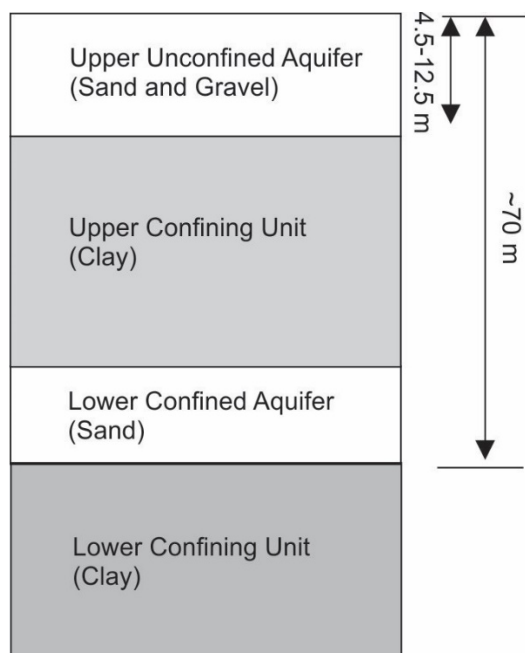 Upper Unconfined Aquifer
(Sand and Gravel)
4.5-12.5 m
~70 m
Upper Confining Unit
(Clay)
Lower Confined Aquifer
(Sand)
Lower Confining Unit
(Clay)